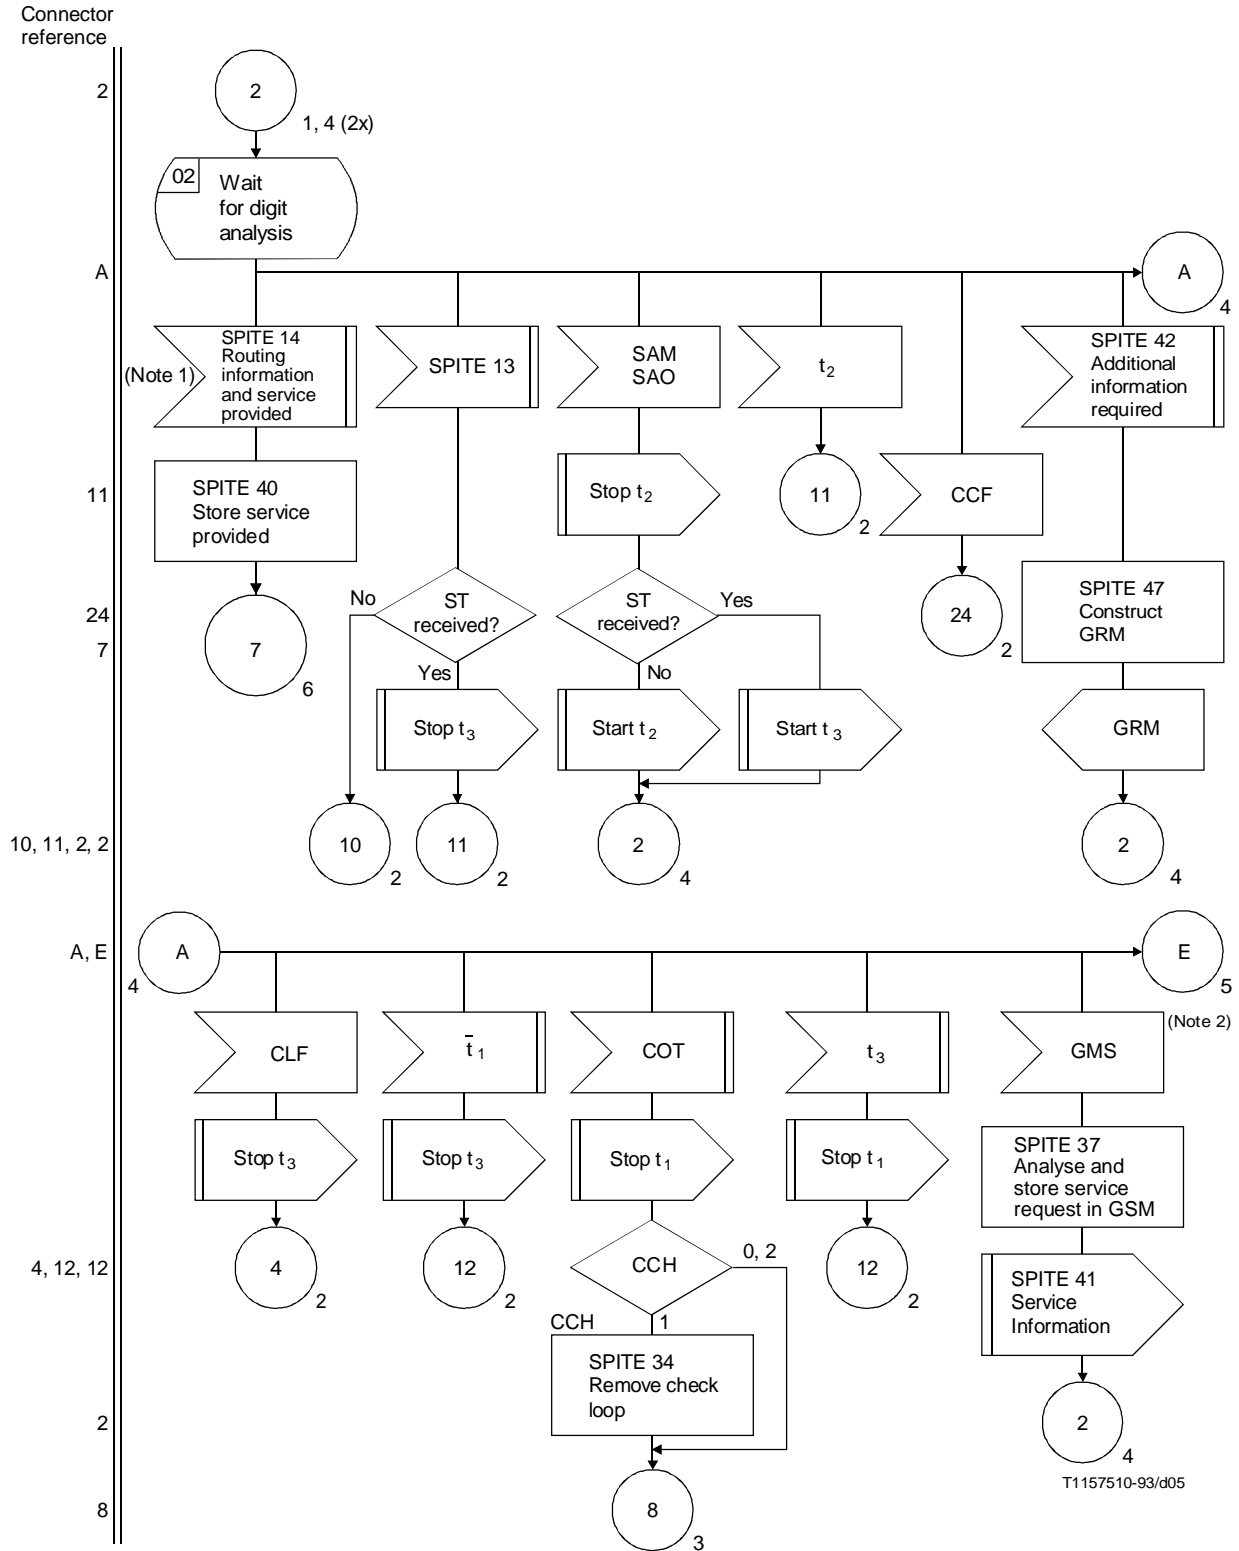 Connector
reference
2
2
1, 4 (2x)
02
Wait
for digit
analysis
A
A
4
(Note 1)
SPITE 14
Routing
information
and service
provided
SPITE 13
SAM
SAO
t2
SPITE 42
Additional
information
required
11
SPITE 40
Store service
provided
Stop t2
11
2
CCF
24
7
7
6
No
ST
received?
Yes
ST
received?
Yes
No
24
2
SPITE 47
Construct
GRM
Stop t3
Start t2
Start t3
GRM
10, 11, 2, 2
10
2
11
2
2
4
2
4
A, E
A
4
E
5
(Note 2)
CLF
t̅1
COT
t3
GMS
Stop t3
Stop t3
Stop t1
Stop t1
SPITE 37
Analyse and
store service
request in GSM
4, 12, 12
4
2
12
2
CCH
0, 2
1
CCH
12
2
SPITE 41
Service
Information
SPITE 34
Remove check
loop
2
2
4
T1157510-93/d05
8
8
3